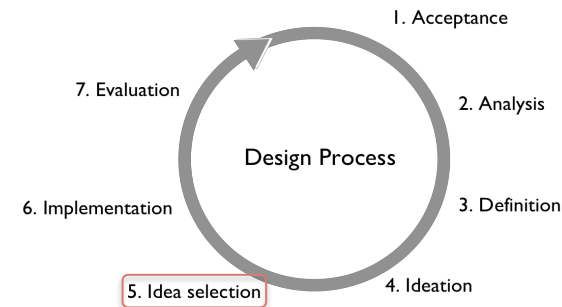 1. Acceptance
2. Analysis
3. Definition
4. Ideation
5. Idea selection
6. Implementation
7. Evaluation
Design Process